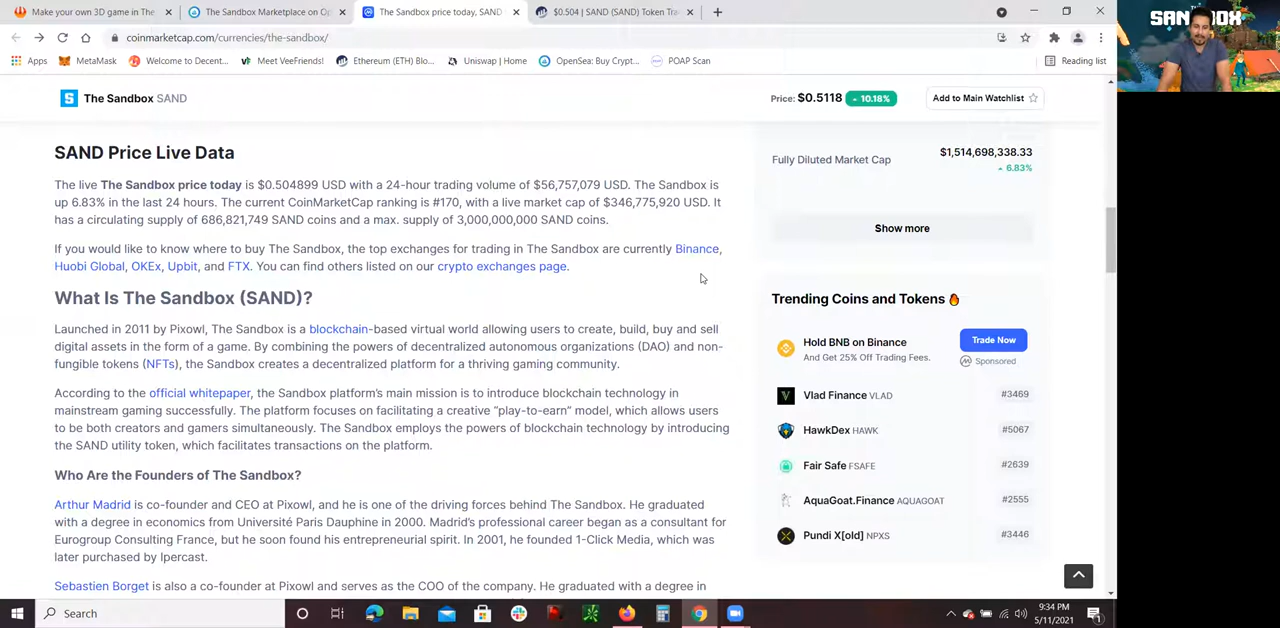 Make your own 3D game in The
The Sandbox Marketplace on Op
The Sandbox price today, SAND
$0.504 | SAND (SAND) Token Tra
coinmarketcap.com/currencies/the-sandbox/
Apps
MetaMask
Welcome to Decent...
Meet VeeFriends!
Ethereum (ETH) Blo...
Uniswap | Home
OpenSea: Buy Crypt...
POAP Scan
Reading list
The Sandbox SAND
Price: $0.5118 10.18%
Add to Main Watchlist
SAND Price Live Data
The live The Sandbox price today is $0.504899 USD with a 24-hour trading volume of $56,757,079 USD. The Sandbox is
up 6.83% in the last 24 hours. The current CoinMarketCap ranking is #170, with a live market cap of $346,775,920 USD. It
has a circulating supply of 686,821,749 SAND coins and a max. supply of 3,000,000,000 SAND coins.
If you would like to know where to buy The Sandbox, the top exchanges for trading in The Sandbox are currently Binance,
Huobi Global, OKEx, Upbit, and FTX. You can find others listed on our crypto exchanges page.
What Is The Sandbox (SAND)?
Launched in 2011 by Pixowl, The Sandbox is a blockchain-based virtual world allowing users to create, build, buy and sell
digital assets in the form of a game. By combining the powers of decentralized autonomous organizations (DAO) and non-
fungible tokens (NFTs), the Sandbox creates a decentralized platform for a thriving gaming community.
According to the official whitepaper, the Sandbox platform's main mission is to introduce blockchain technology in
mainstream gaming successfully. The platform focuses on facilitating a creative "play-to-earn" model, which allows users
to be both creators and gamers simultaneously. The Sandbox employs the powers of blockchain technology by introducing
the SAND utility token, which facilitates transactions on the platform.
Who Are the Founders of The Sandbox?
Arthur Madrid is co-founder and CEO at Pixowl, and he is one of the driving forces behind The Sandbox. He graduated
with a degree in economics from Université Paris Dauphine in 2000. Madrid's professional career began as a consultant for
Eurogroup Consulting France, but he soon found his entrepreneurial spirit. In 2001, he founded 1-Click Media, which was
later purchased by Ipercast.
Sebastien Borget is also a co-founder at Pixowl and serves as the COO of the company. He graduated with a degree in
Fully Diluted Market Cap
$1,514,698,338.33
6.83%
Show more
Trending Coins and Tokens
Hold BNB on Binance
And Get 25% Off Trading Fees.
Trade Now
Sponsored
Vlad Finance VLAD #3469
HawkDex HAWK #5067
Fair Safe FSAFE #2639
AquaGoat.Finance AQUAGOAT #2555
Pundi X[old] NPXS #3446
Search
9:34 PM
5/11/2021